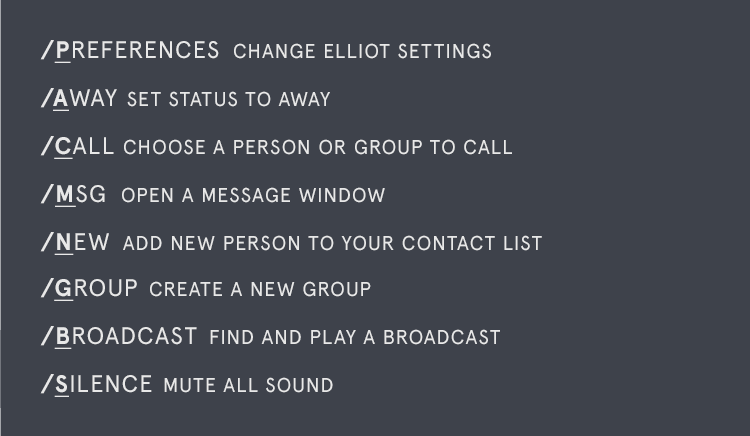 /PREFERENCES CHANGE ELLIOT SETTINGS
/AWAY SET STATUS TO AWAY
/CALL CHOOSE A PERSON OR GROUP TO CALL
/MSG OPEN A MESSAGE WINDOW
/NEW ADD NEW PERSON TO YOUR CONTACT LIST
/GROUP CREATE A NEW GROUP
/BROADCAST FIND AND PLAY A BROADCAST
/SILENCE MUTE ALL SOUND